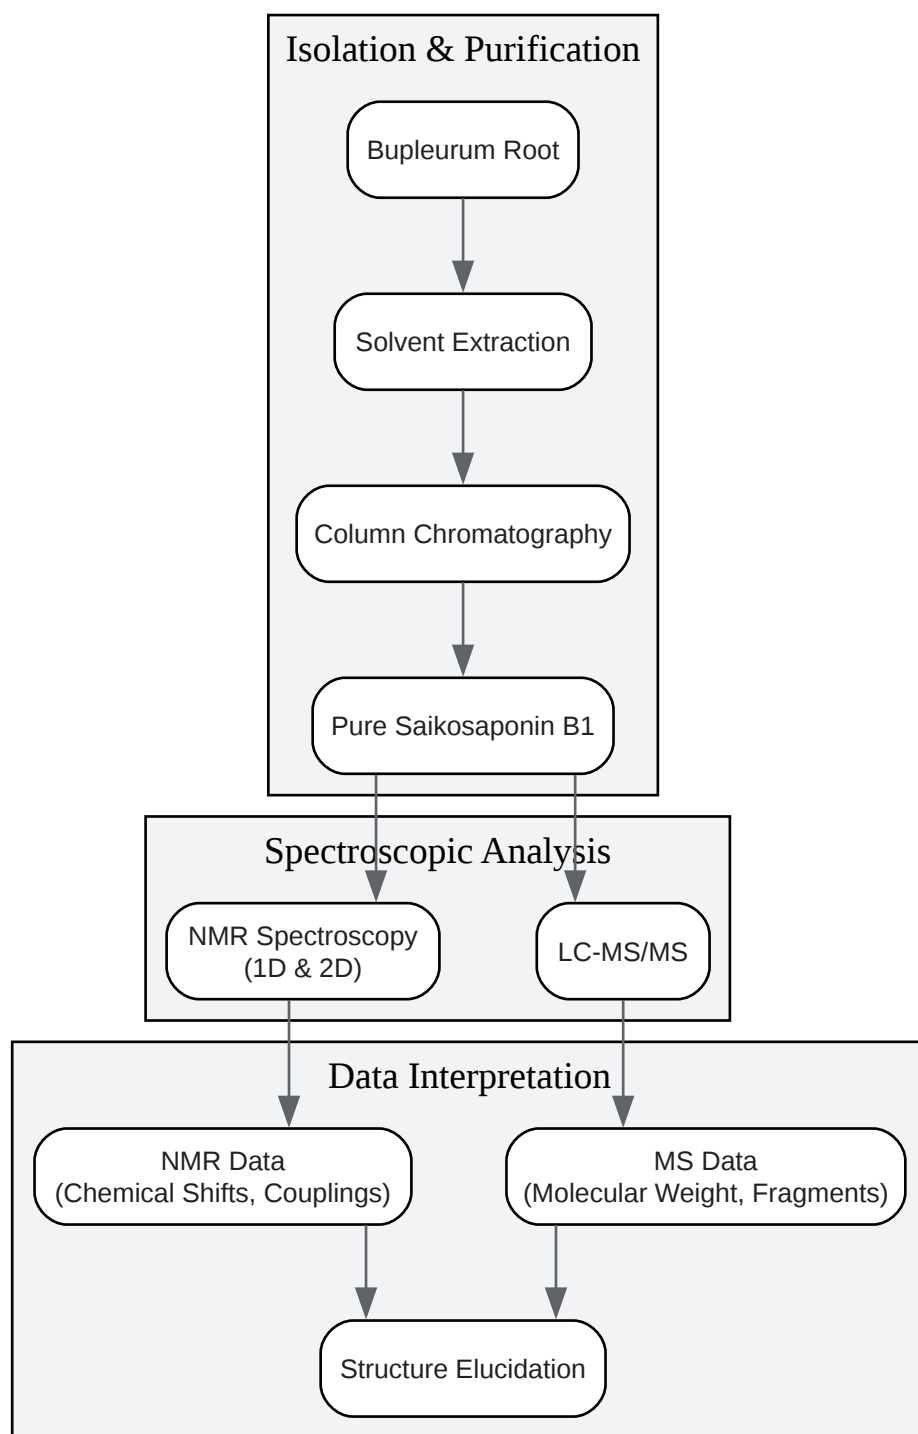 Isolation & Purification
Bupleurum Root
Solvent Extraction
Column Chromatography
Pure Saikosaponin B1
Spectroscopic Analysis
NMR Spectroscopy
(1D & 2D)
LC-MS/MS
Data Interpretation
NMR Data
(Chemical Shifts, Couplings)
MS Data
(Molecular Weight, Fragments)
Structure Elucidation